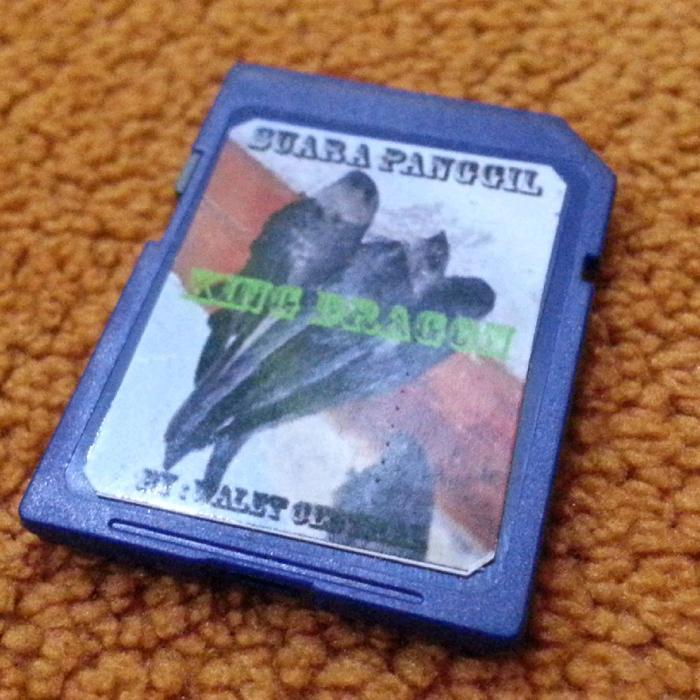 SUARA PANGGIL
KING DRAGON
BY : WALET